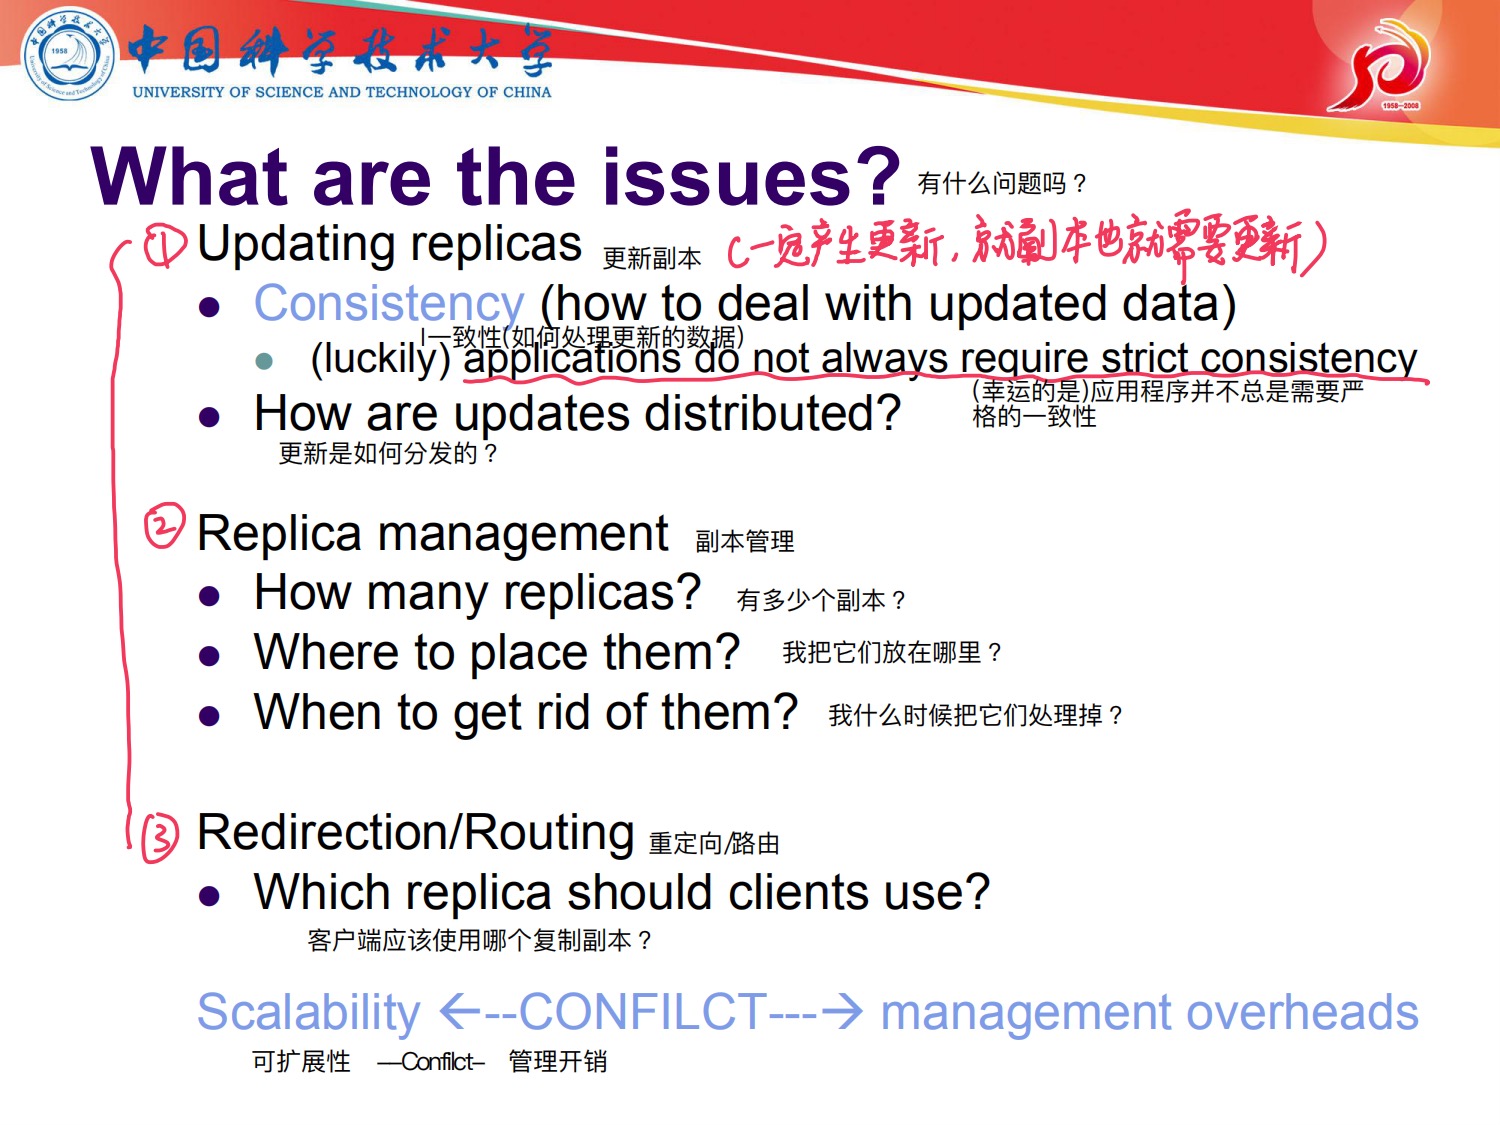 中国科学技术大学
UNIVERSITY OF SCIENCE AND TECHNOLOGY OF CHINA
1958
1958-2008
What are the issues? 有什么问题吗？
① Updating replicas 更新副本 (一定产生更新，就副本也就需要更新)
Consistency (how to deal with updated data)
一致性(如何处理更新的数据)
(luckily) applications do not always require strict consistency
(幸运的是)应用程序并不总是需要严
格的一致性
How are updates distributed?
更新是如何分发的？
② Replica management 副本管理
How many replicas? 有多少个副本？
Where to place them? 我把它们放在哪里？
When to get rid of them? 我什么时候把它们处理掉？
③ Redirection/Routing 重定向/路由
Which replica should clients use?
客户端应该使用哪个复制副本？
Scalability ←--CONFILCT---→ management overheads
可扩展性 —Confilct– 管理开销